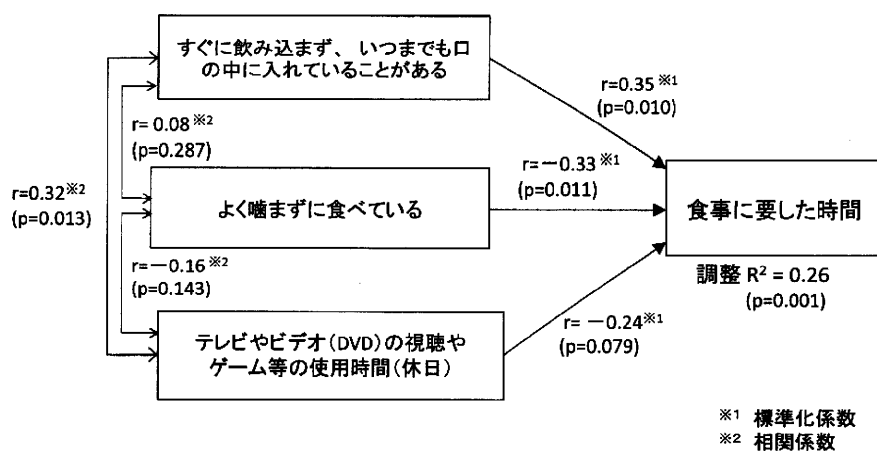 すぐに飲み込まず、いつまでも口
の中に入れていることがある
r=0.35※1
(p=0.010)
r= 0.08※2
(p=0.287)
r=－0.33※1
(p=0.011)
r=0.32※2
(p=0.013)
よく噛まずに食べている
食事に要した時間
r=－0.16※2
(p=0.143)
調整 R2 = 0.26
(p=0.001)
r= －0.24※1
(p=0.079)
テレビやビデオ(DVD)の視聴や
ゲーム等の使用時間(休日)
※1 標準化係数
※2 相関係数